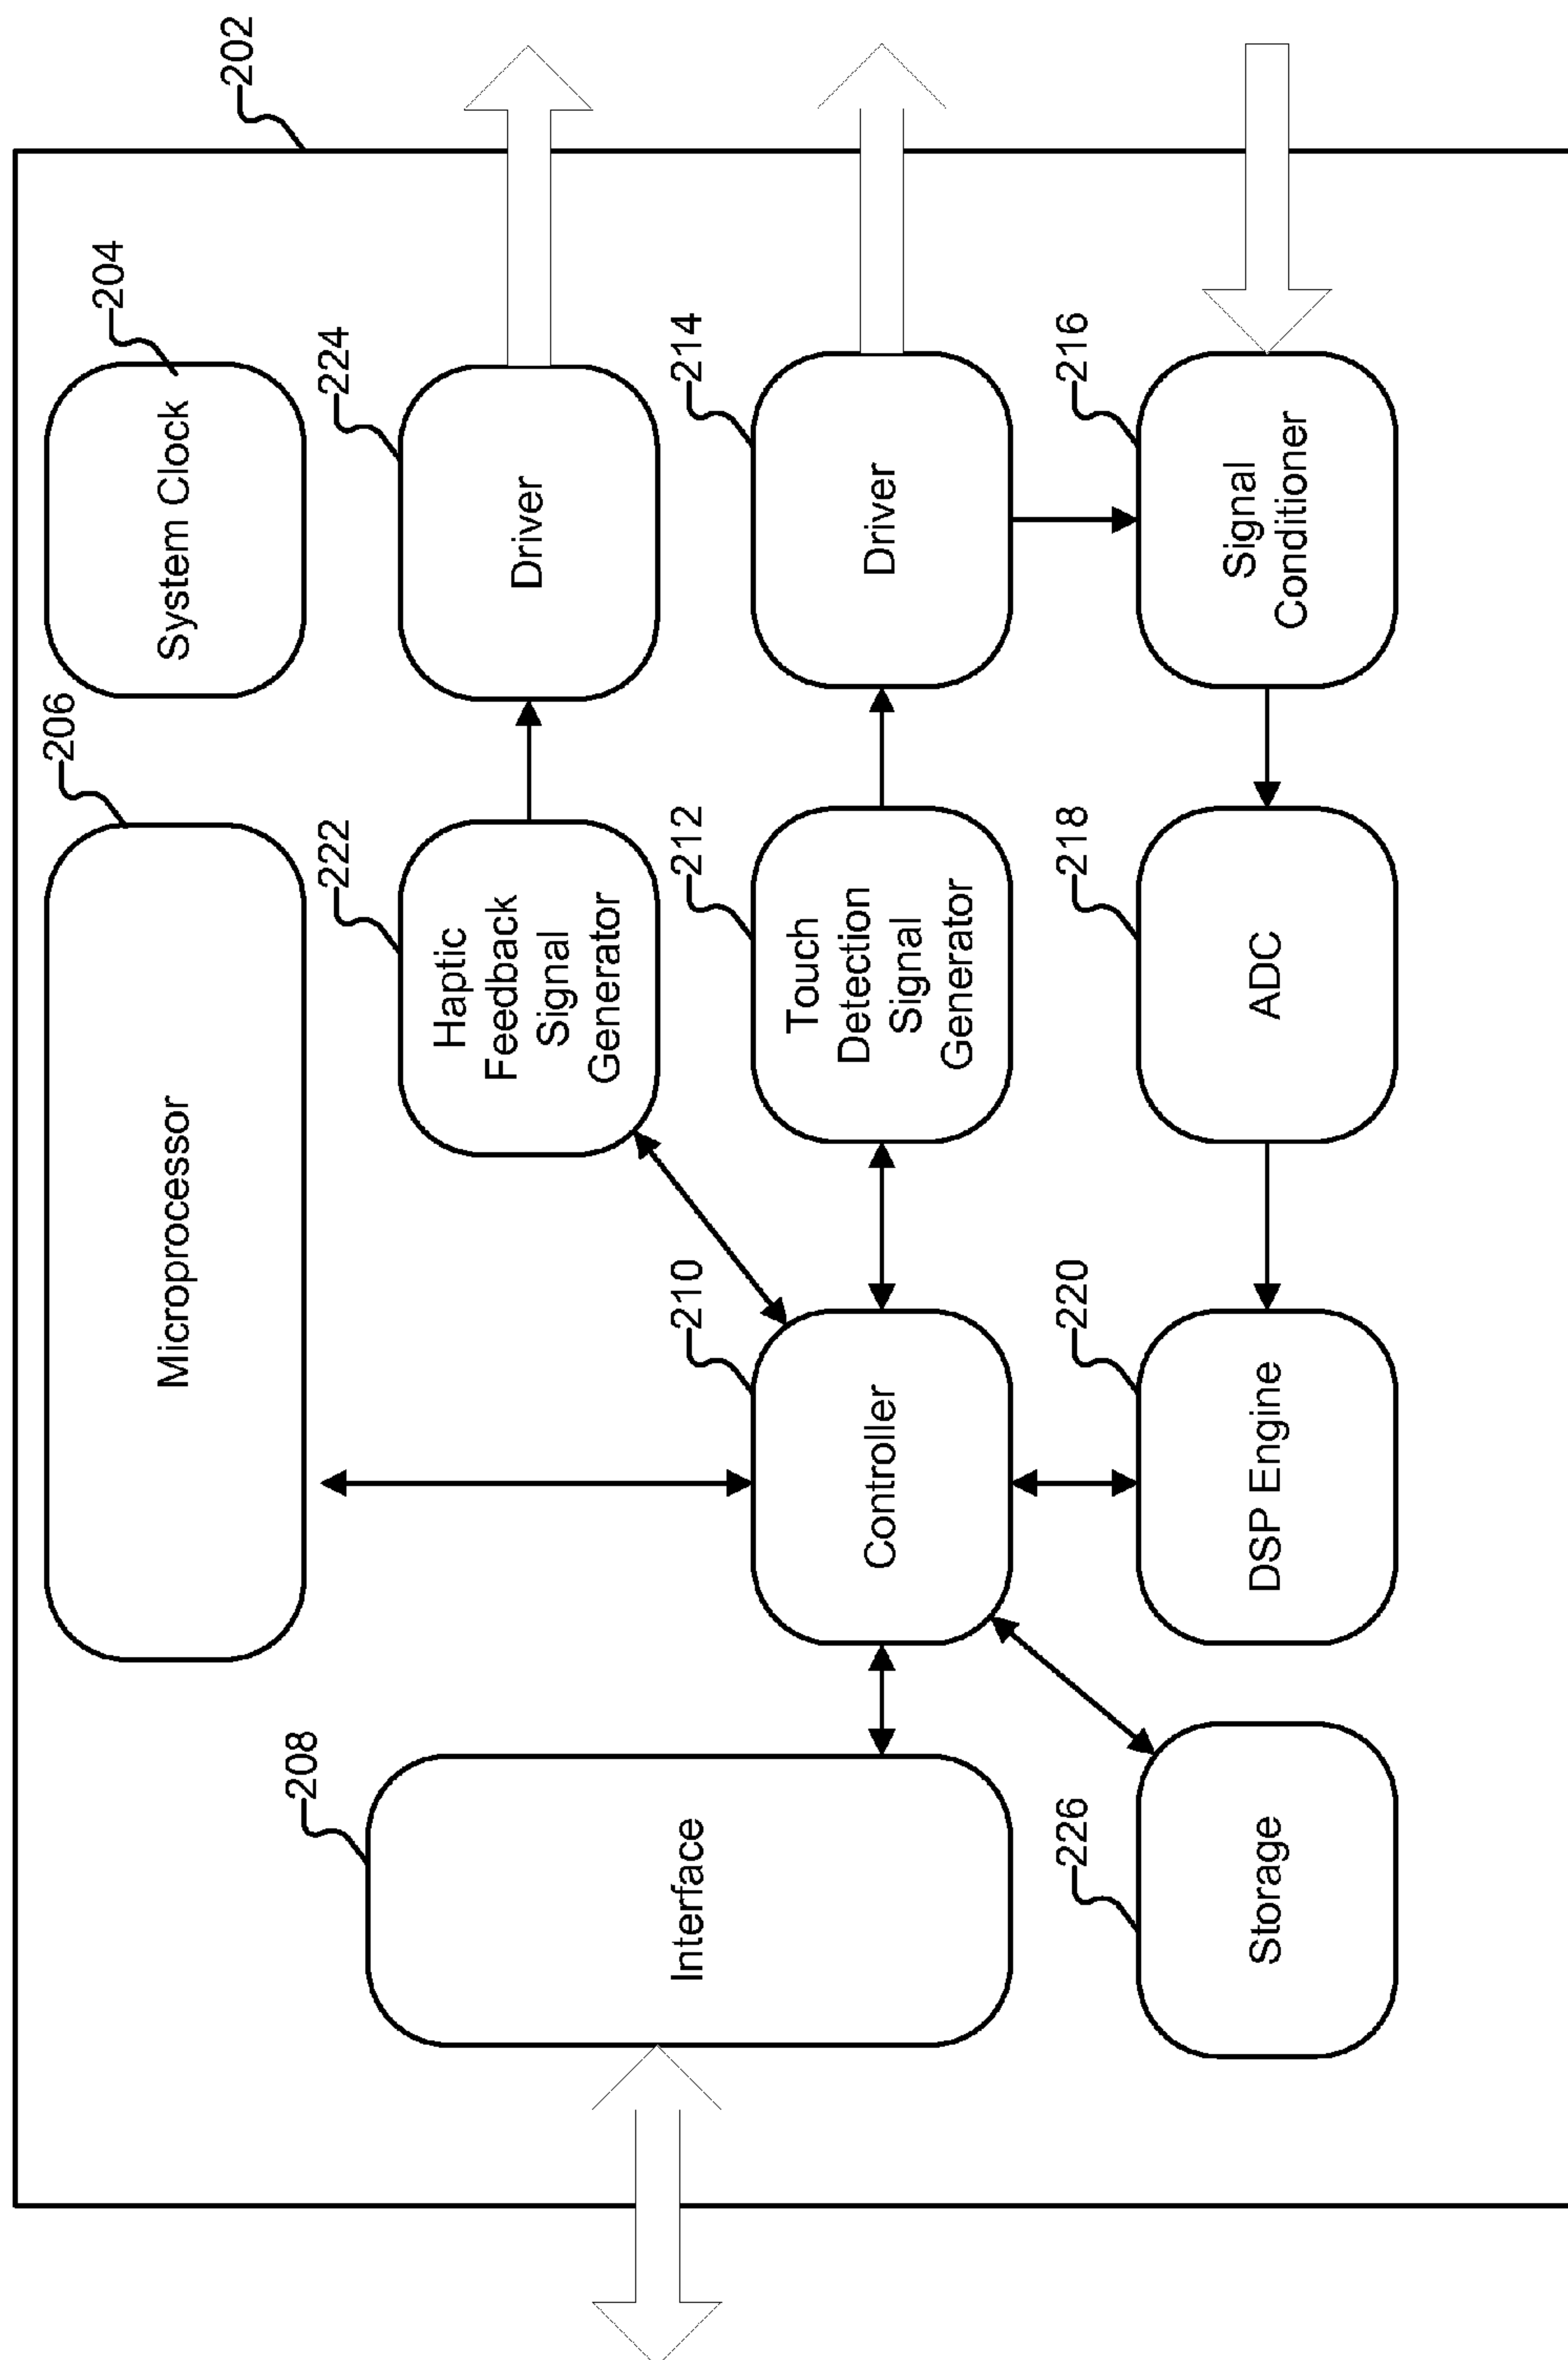 202
204
System Clock
206
Microprocessor
224
Driver
222
Haptic
Feedback
Signal
Generator
214
Driver
212
Touch
Detection
Signal
Generator
210
Controller
208
Interface
216
Signal
Conditioner
218
ADC
220
DSP Engine
226
Storage